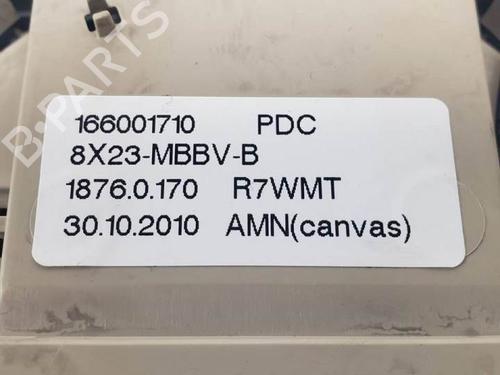 B-PARTS
166001710 PDC
8X23-MBBV-B
1876.0.170 R7WMT
30.10.2010 AMN(canvas)